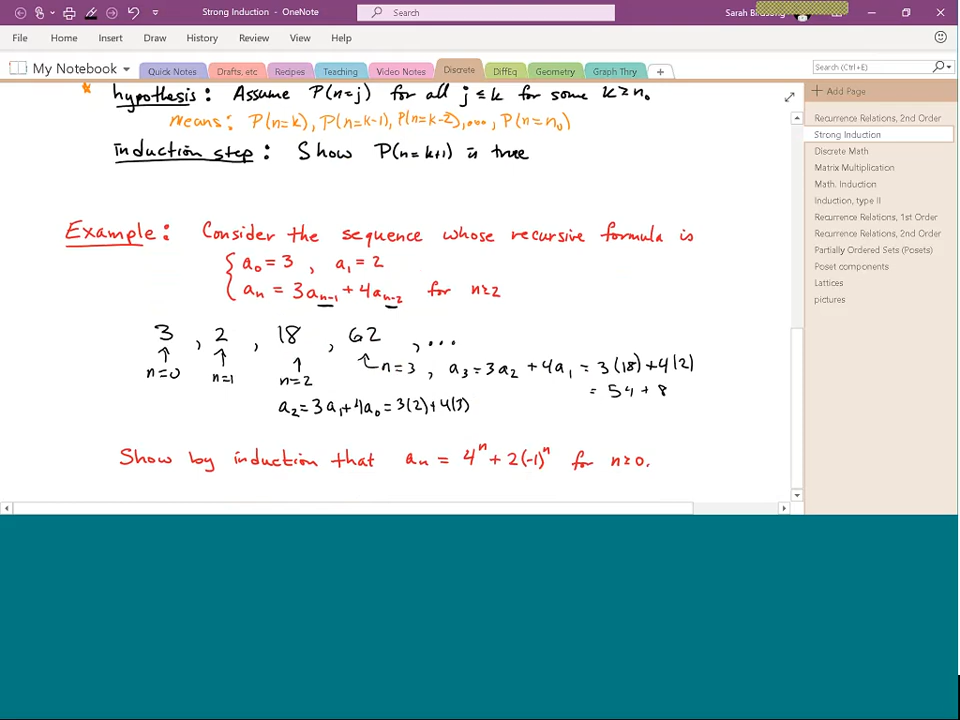 Strong Induction - OneNote
Search
File Home Insert Draw History Review View Help
My Notebook
Quick Notes Drafts, etc Recipes Teaching Video Notes Discrete DiffEq Geometry Graph Thry +
Search (Ctrl+E)
+ Add Page
Recurrence Relations, 2nd Order
Strong Induction
Discrete Math
Matrix Multiplication
Math. Induction
Induction, type II
Recurrence Relations, 1st Order
Recurrence Relations, 2nd Order
Partially Ordered Sets (Posets)
Poset components
Lattices
pictures
hypothesis: Assume P(n=j) for all j ≤ k for some k ≥ n₀
Means: P(n=k), P(n=k-1), P(n=k-2), ..., P(n=n₀)
induction step: Show P(n=k+1) is true
Example: Consider the sequence whose recursive formula is
{ a₀ = 3 , a₁ = 2
aₙ = 3aₙ₋₁ + 4aₙ₋₂ for n≥2
3 , 2 , 18 , 62 , ...
n=0 n=1 n=2 n=3 , a₃ = 3a₂ + 4a₁ = 3(18) + 4(2)
= 54 + 8
a₂ = 3a₁ + 4a₀ = 3(2) + 4(3)
Show by induction that aₙ = 4ⁿ + 2(-1)ⁿ for n≥0.